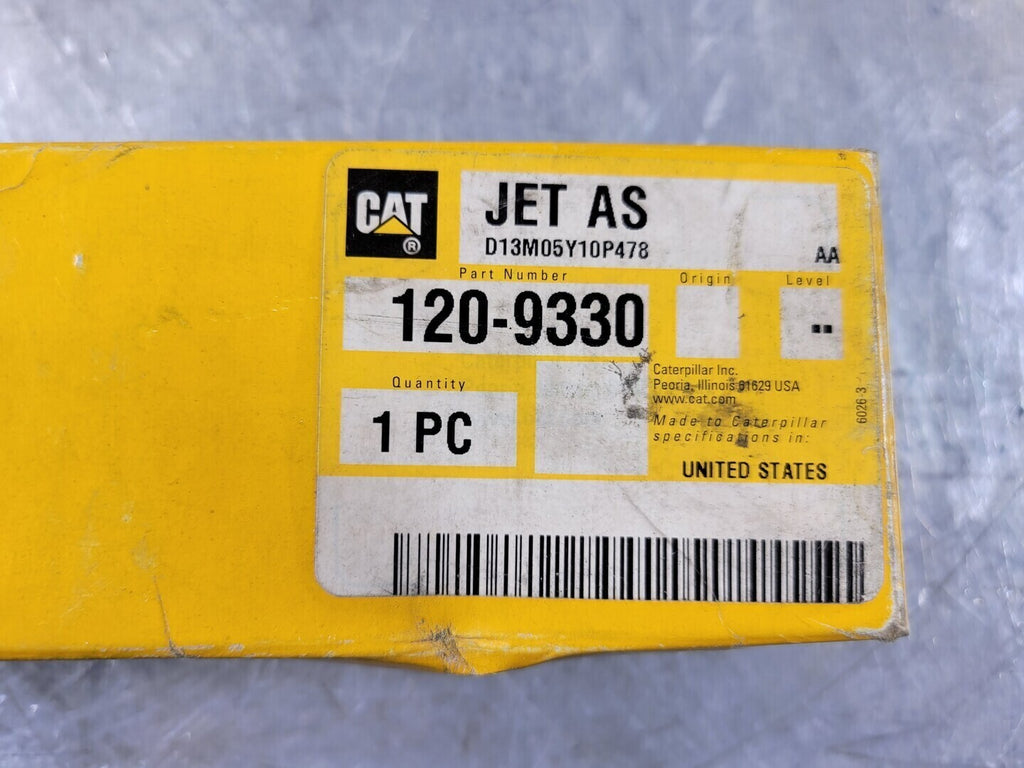 CAT
®
JET AS
D13M05Y10P478
AA
Part Number
Origin
Level
120-9330
--
Quantity
1 PC
Caterpillar Inc.
Peoria, Illinois 61629 USA
www.cat.com
Made to Caterpillar
specifications in:
UNITED STATES
6026 3